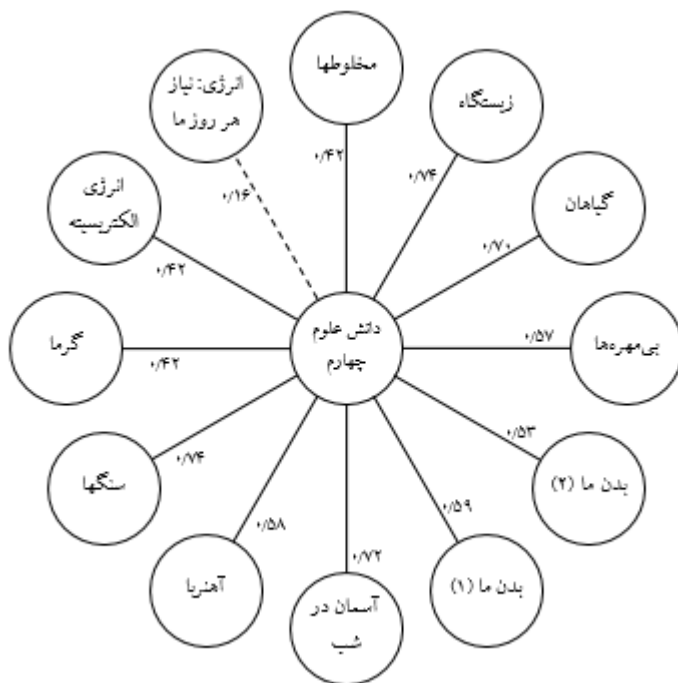 مخلوطها
۰/۴۲
زیستگاه
۰/۷۴
گیاهان
۰/۷۰
بی‌مهره‌ها
۰/۵۷
بدن ما (۲)
۰/۵۳
بدن ما (۱)
۰/۵۹
آسمان در
شب
۰/۷۲
آهنربا
۰/۵۸
سنگها
۰/۷۴
گرما
۰/۴۲
انرژی
الکتریسیته
۰/۴۲
انرژی: نیاز
هر روز ما
۰/۱۶
دانش علوم
چهارم